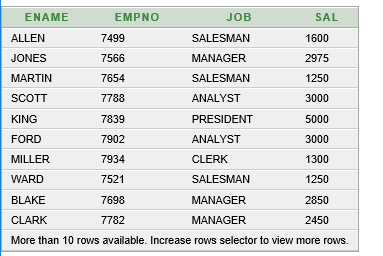 ENAME EMPNO JOB SAL
ALLEN 7499 SALESMAN 1600
JONES 7566 MANAGER 2975
MARTIN 7654 SALESMAN 1250
SCOTT 7788 ANALYST 3000
KING 7839 PRESIDENT 5000
FORD 7902 ANALYST 3000
MILLER 7934 CLERK 1300
WARD 7521 SALESMAN 1250
BLAKE 7698 MANAGER 2850
CLARK 7782 MANAGER 2450
More than 10 rows available. Increase rows selector to view more rows.